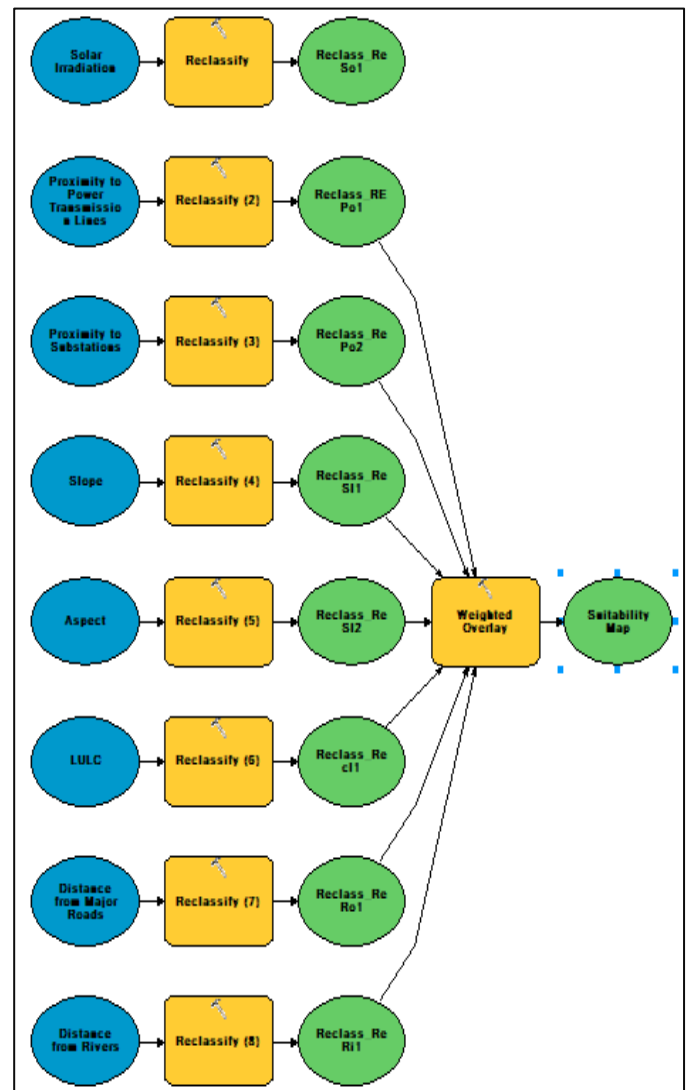 Solar
Irradiation
Reclassify
Reclass_Re
So1
Proximity to
Power
Transmissio
n Lines
Reclassify (2)
Reclass_RE
Po1
Proximity to
Substations
Reclassify (3)
Reclass_Re
Po2
Slope
Reclassify (4)
Reclass_Re
Sl1
Aspect
Reclassify (5)
Reclass_Re
Sl2
Weighted
Overlay
Suitability
Map
LULC
Reclassify (6)
Reclass_Re
cl1
Distance
from Major
Roads
Reclassify (7)
Reclass_Re
Ro1
Distance
from Rivers
Reclassify (8)
Reclass_Re
Ri1